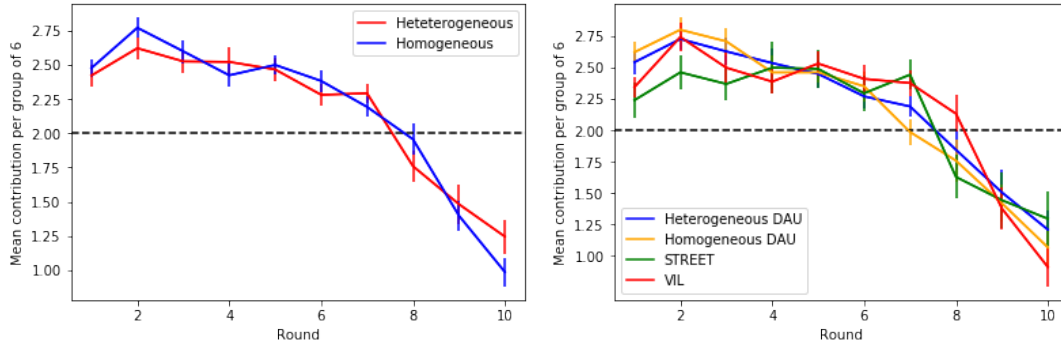 Mean contribution per group of 6
2.75
2.50
2.25
2.00
1.75
1.50
1.25
1.00
Heteterogeneous
Homogeneous
2
4
6
8
10
Round
Mean contribution per group of 6
2.75
2.50
2.25
2.00
1.75
1.50
1.25
1.00
Heterogeneous DAU
Homogeneous DAU
STREET
VIL
2
4
6
8
10
Round